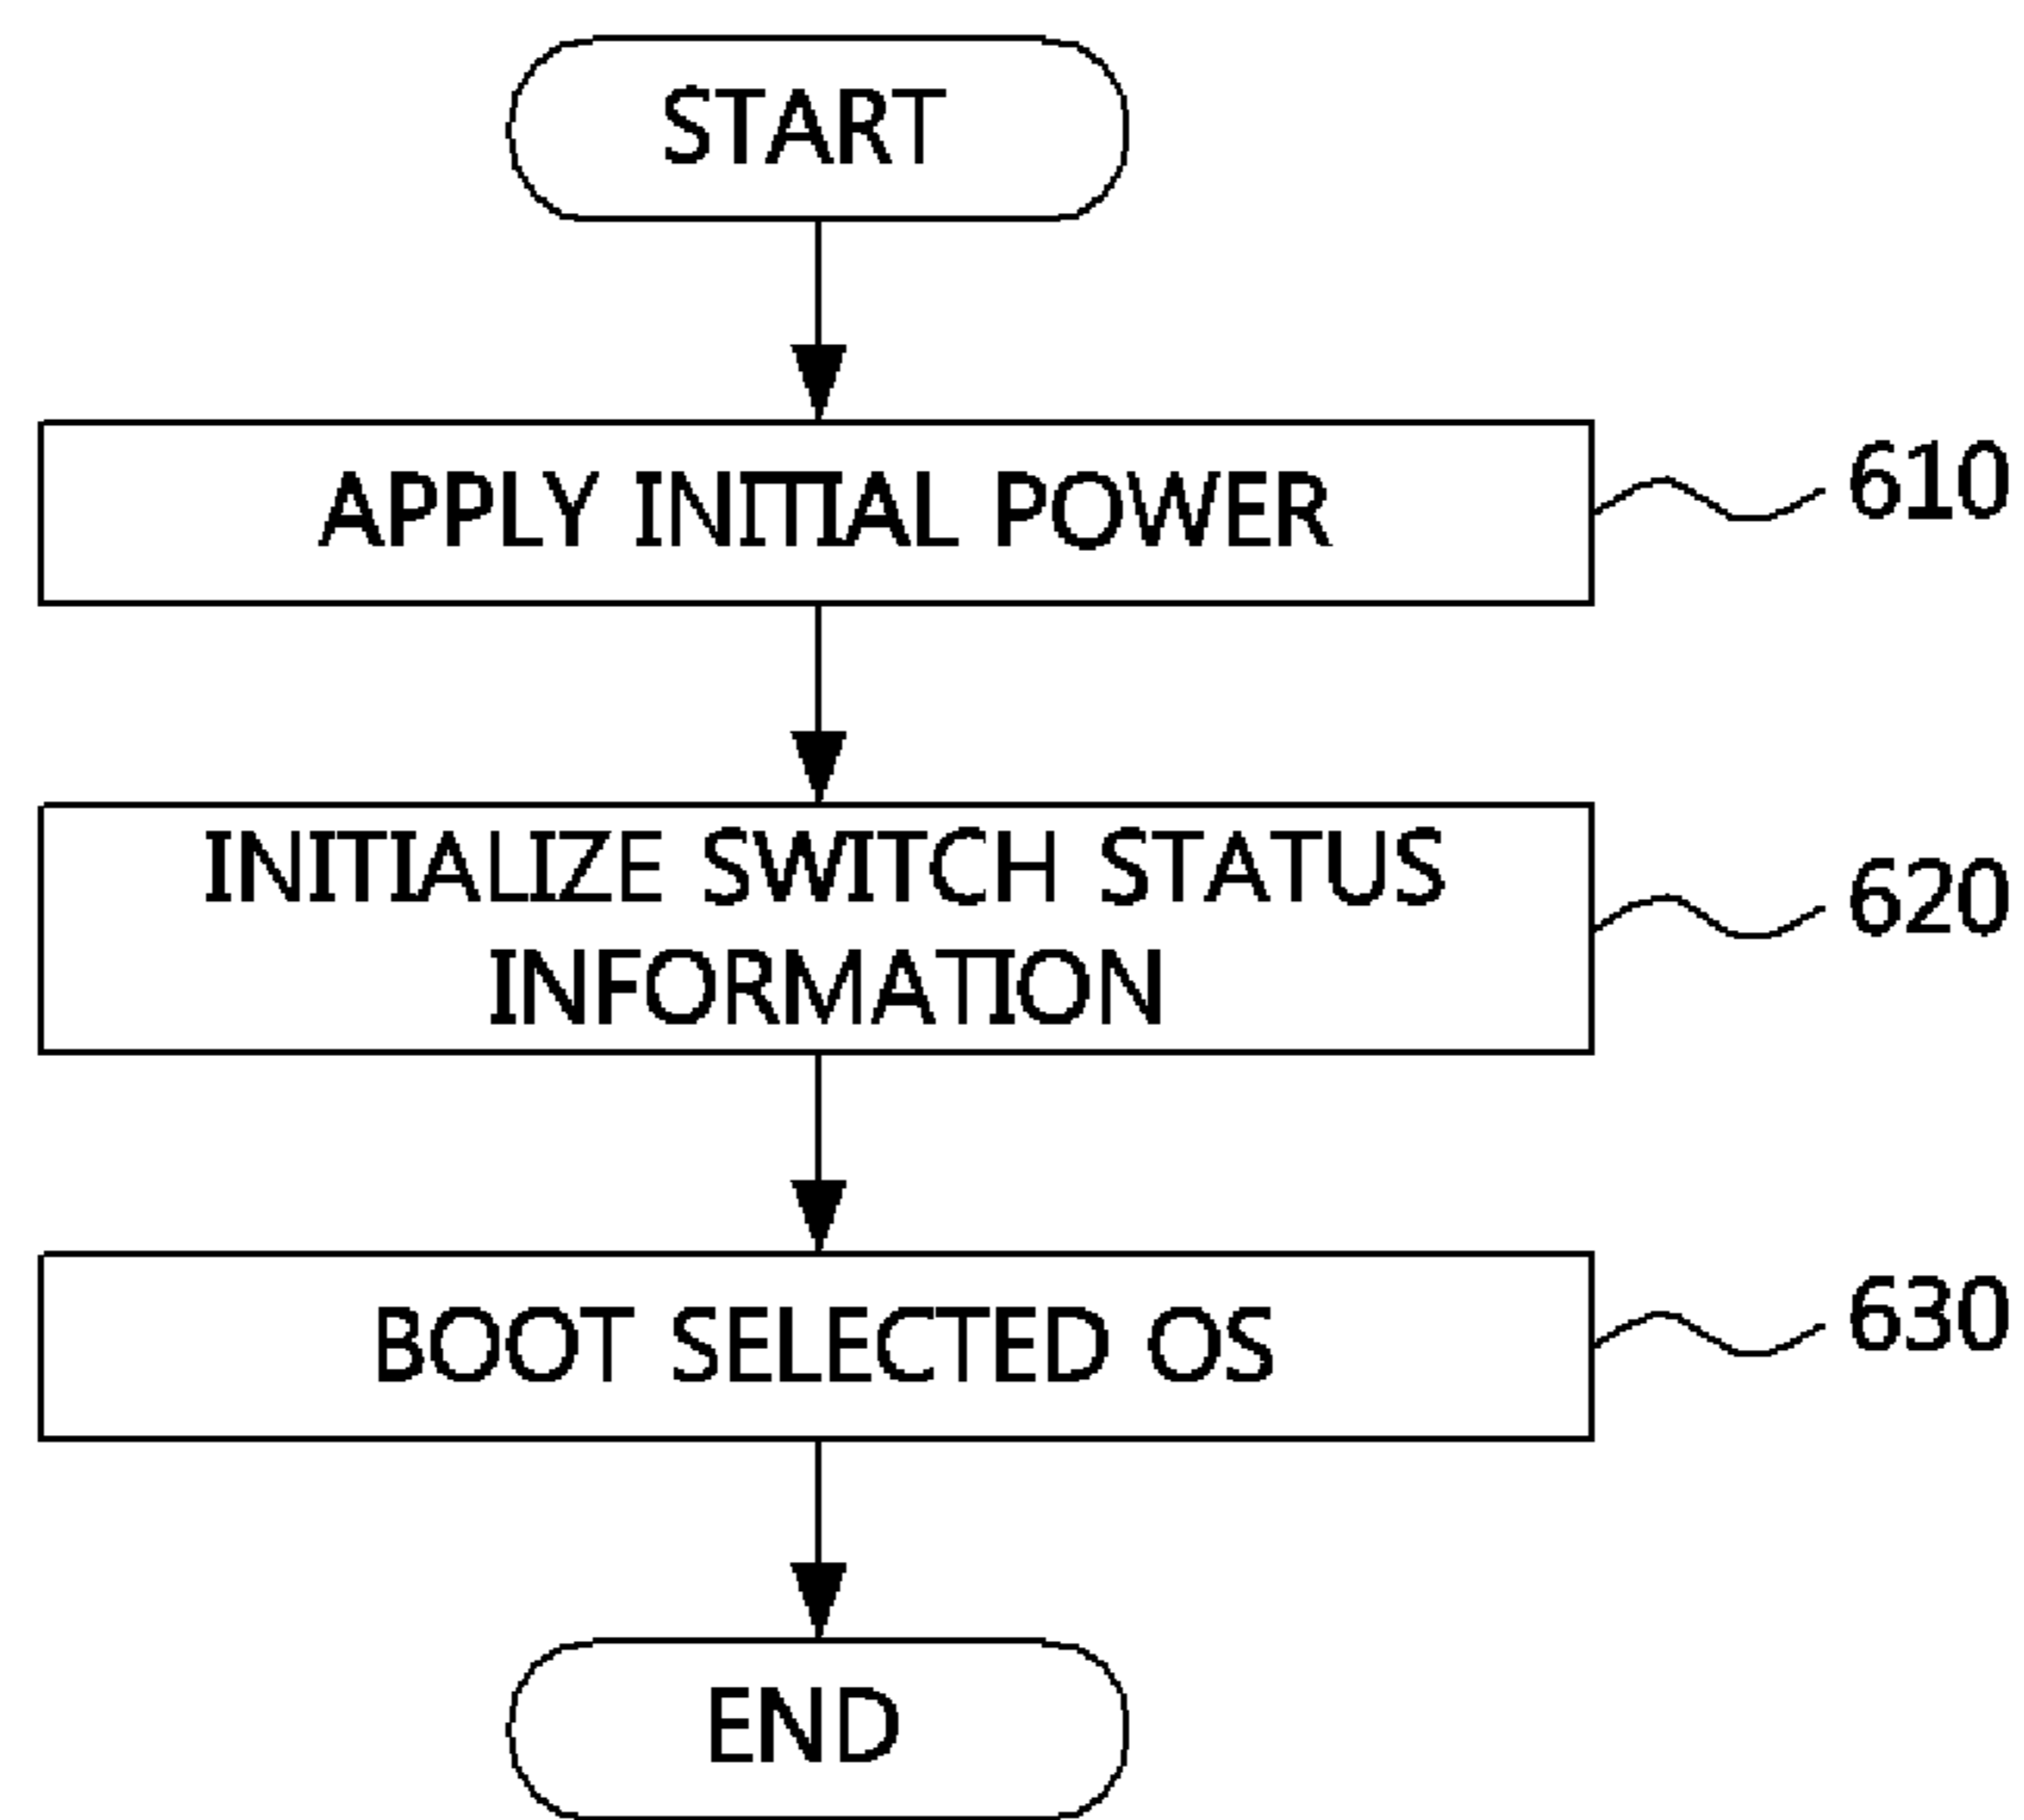 START
APPLY INITIAL POWER
610
INITIALIZE SWITCH STATUS
INFORMATION
620
BOOT SELECTED OS
630
END